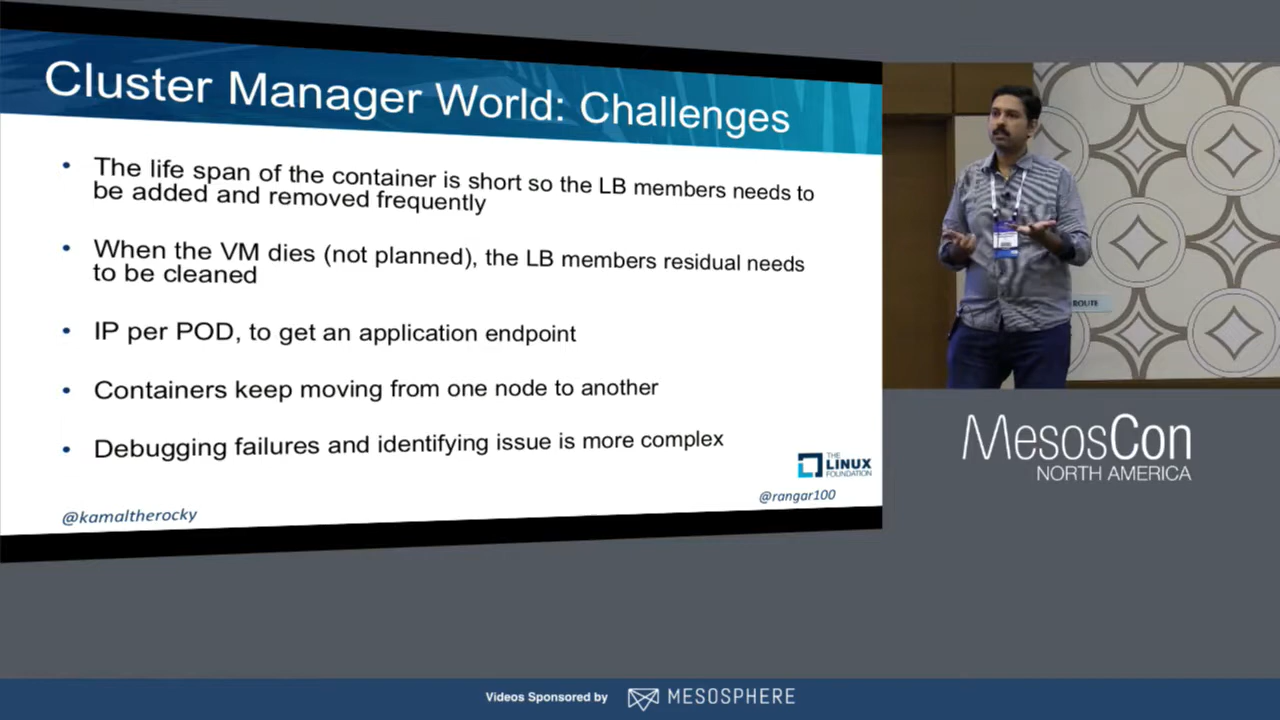 Cluster Manager World: Challenges
• The life span of the container is short so the LB members needs to
be added and removed frequently
• When the VM dies (not planned), the LB members residual needs
to be cleaned
• IP per POD, to get an application endpoint
• Containers keep moving from one node to another
• Debugging failures and identifying issue is more complex
THE
LINUX
FOUNDATION
@rangar100
@kamaltherocky
ROUTE
MesosCon
NORTH AMERICA
Videos Sponsored by MESOSPHERE